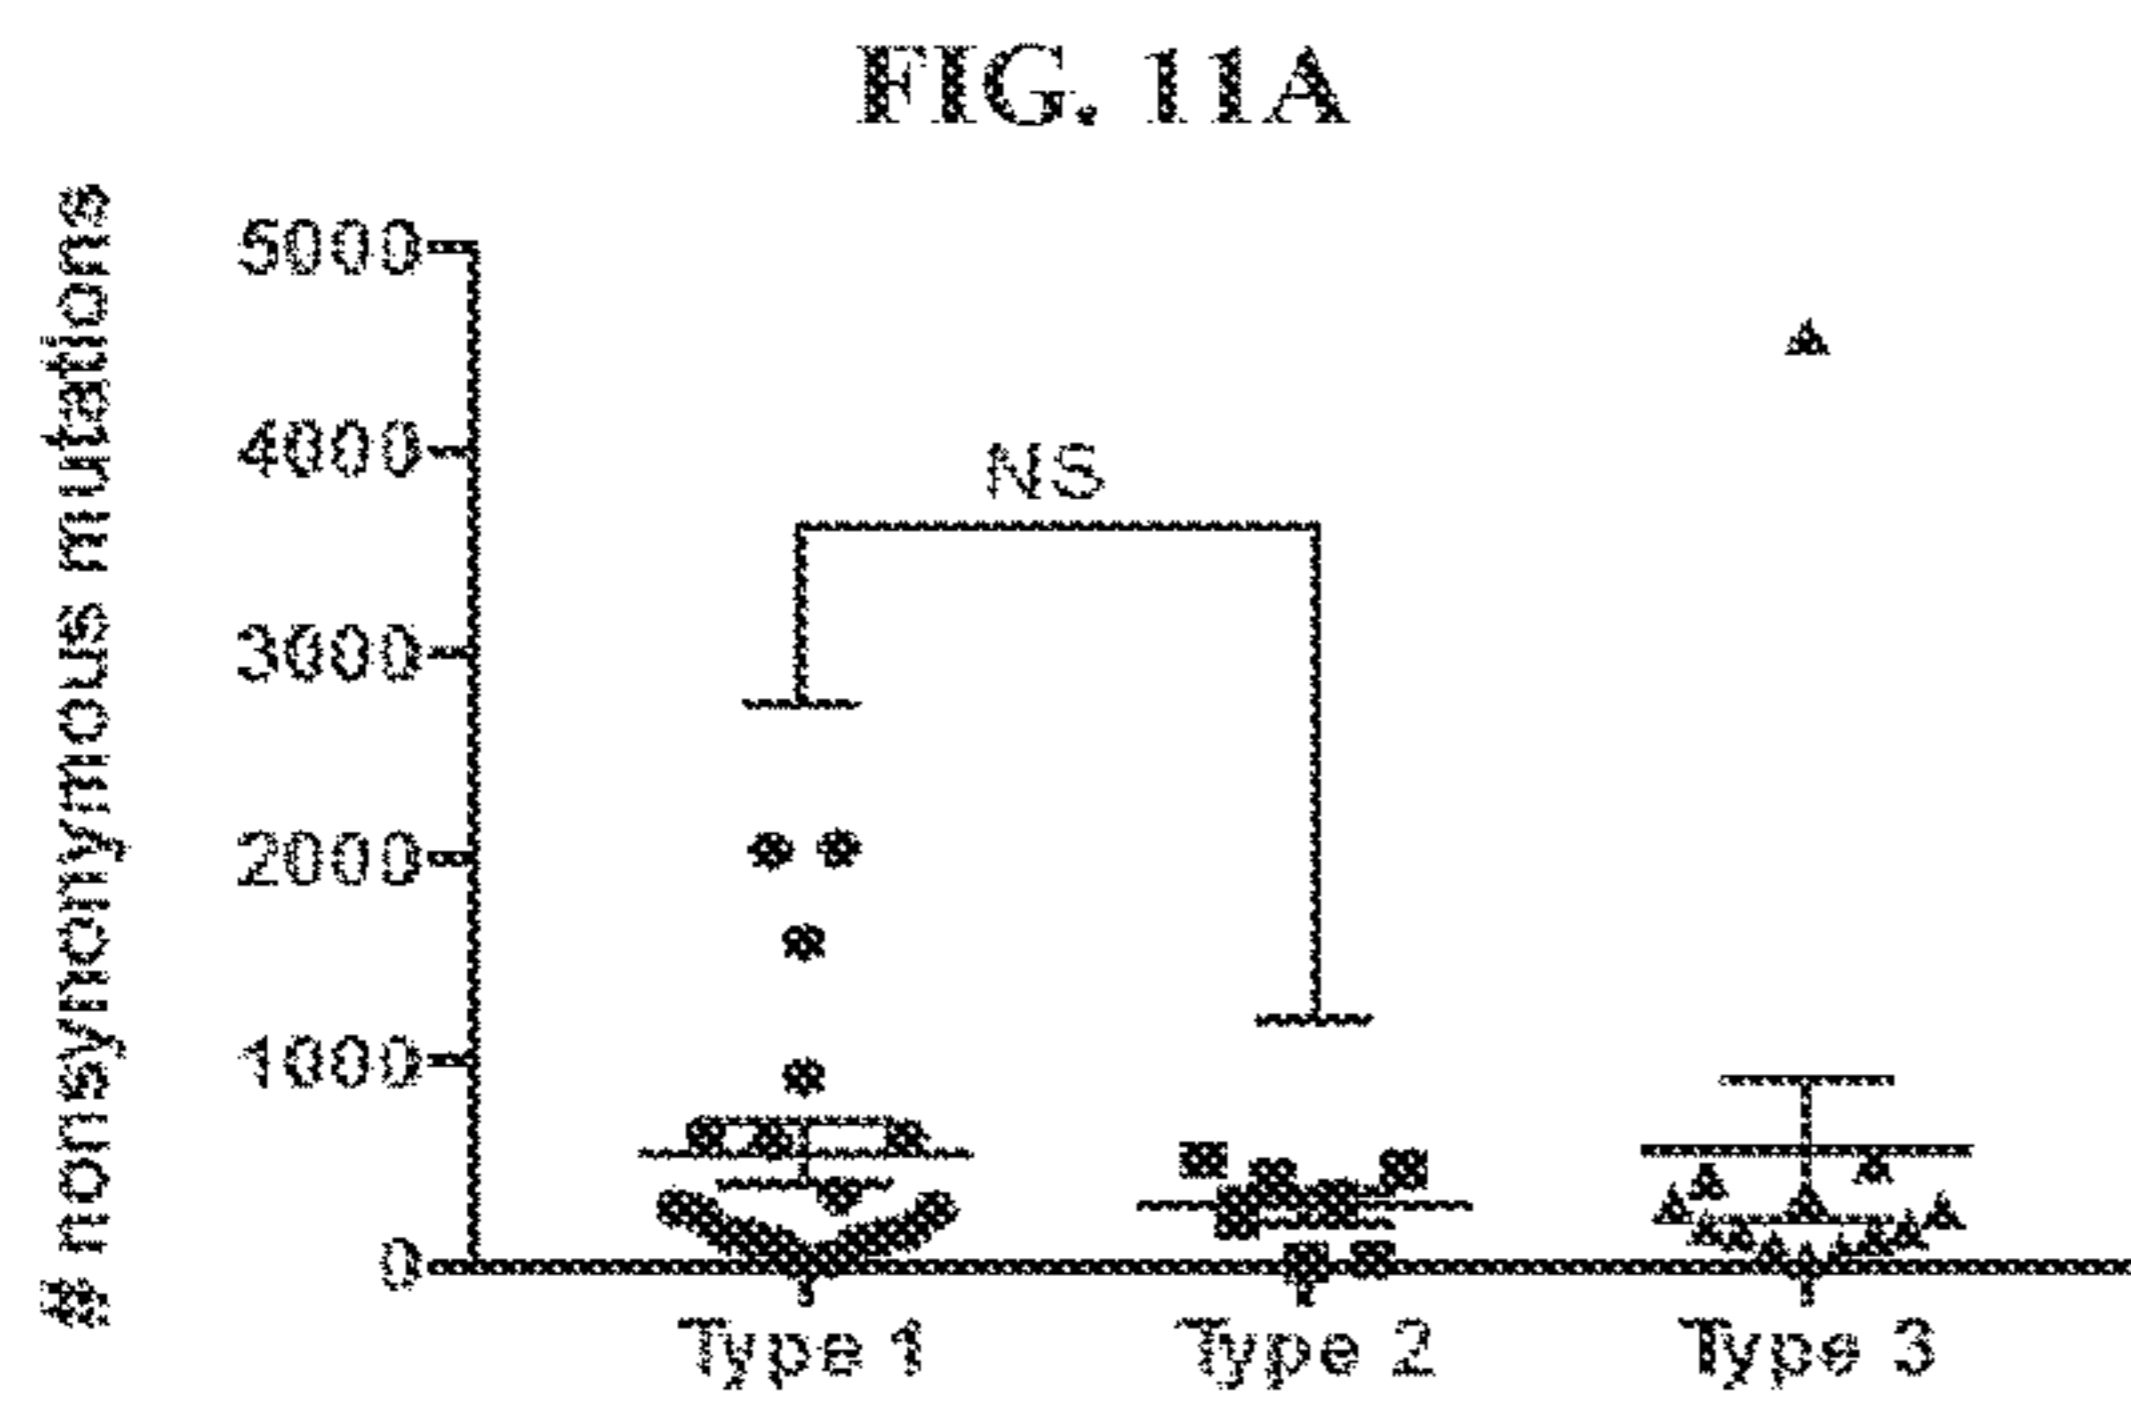 FIG. 11A
# nonsynonymous mutations
5000
4000
3000
2000
1000
0
NS
Type 1
Type 2
Type 3